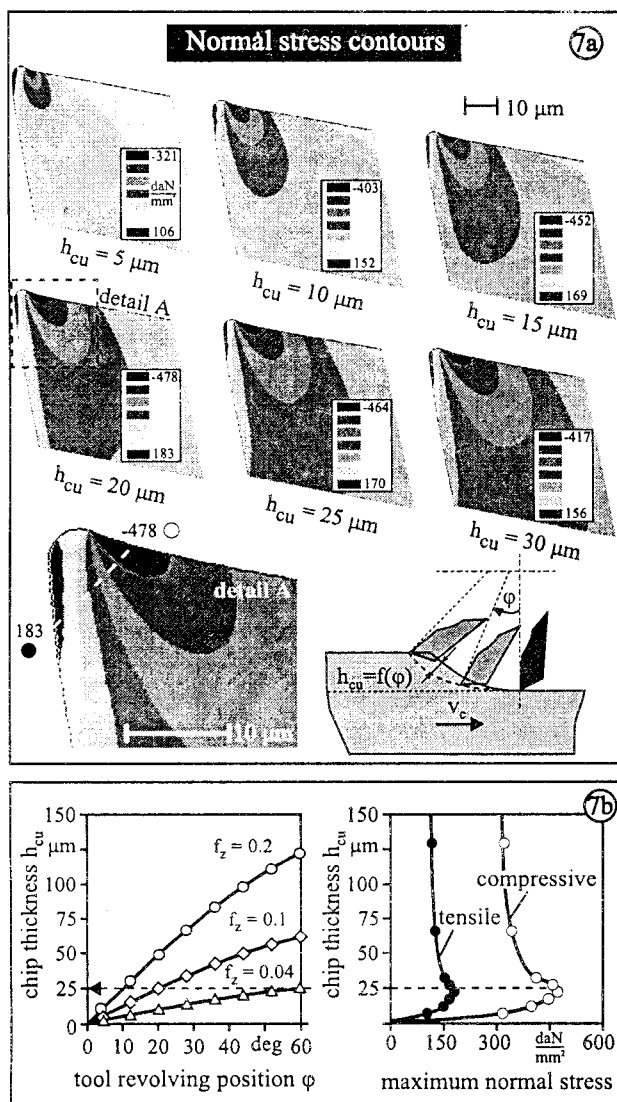 Normal stress contours
7a
10 µm
-321
daN
mm²
106
h_cu = 5 µm
-403
152
h_cu = 10 µm
-452
169
h_cu = 15 µm
detail A
-478
183
h_cu = 20 µm
-464
170
h_cu = 25 µm
-417
156
h_cu = 30 µm
-478
detail A
183
10 µm
φ
h_cu=f(φ)
v_c
7b
chip thickness h_cu
150
µm
100
75
50
25
0
f_z = 0.2
f_z = 0.1
f_z = 0.04
0 10 20 30 40 deg 60
tool revolving position φ
chip thickness h_cu
150
µm
100
75
50
25
0
compressive
tensile
0 150 300 daN/mm² 600
maximum normal stress